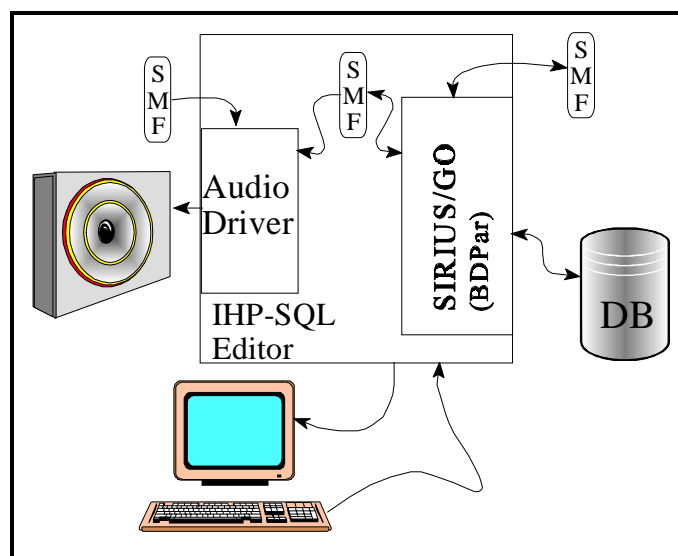 S
M
F
S
M
F
S
M
F
Audio
Driver
SIRIUS/GO
(BDPar)
DB
IHP-SQL
Editor